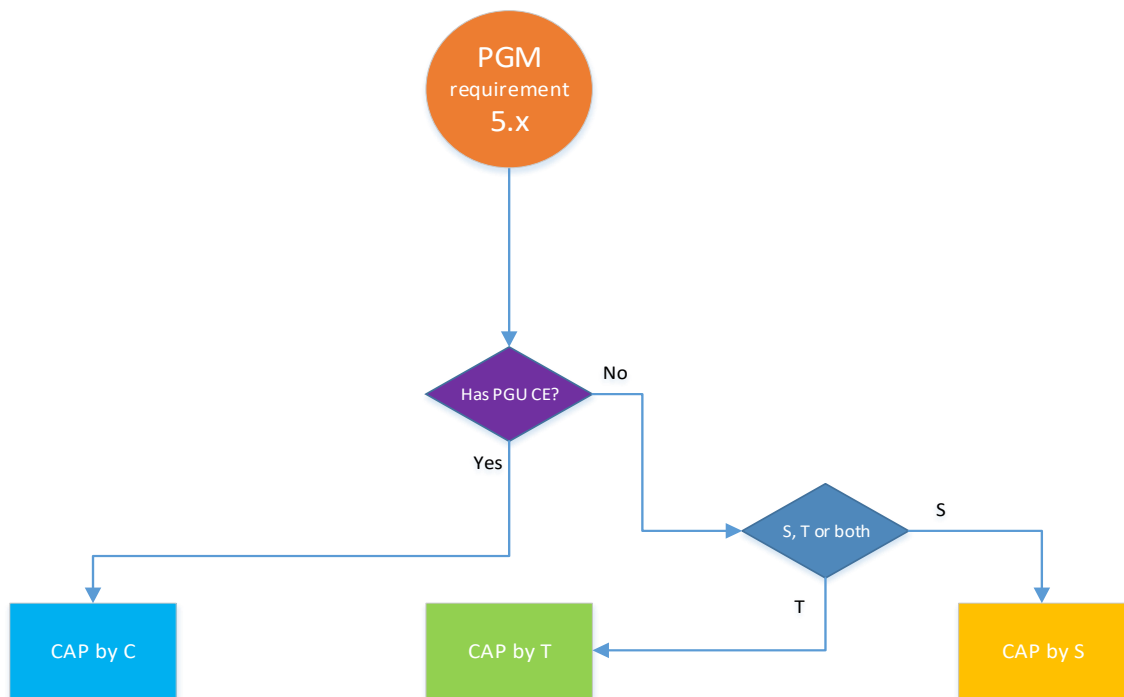 PGM
requirement
5.x
Has PGU CE?
No
Yes
S, T or both
S
T
CAP by C
CAP by T
CAP by S